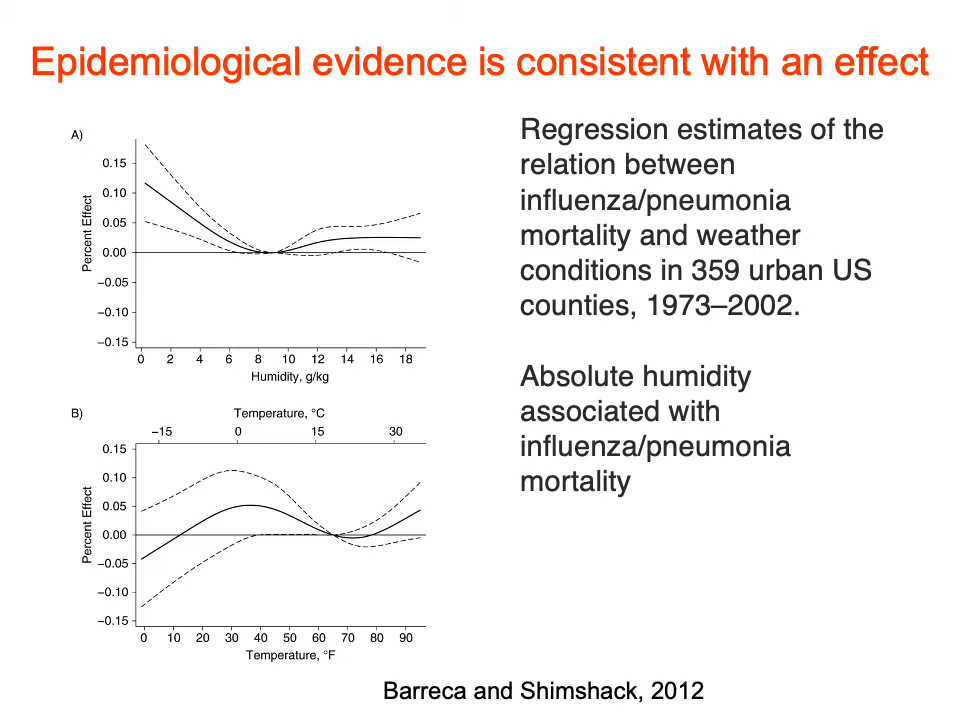 Epidemiological evidence is consistent with an effect
A)
0.15
0.10
0.05
0.00
−0.05
−0.10
−0.15
Percent Effect
0 2 4 6 8 10 12 14 16 18
Humidity, g/kg
B)
Temperature, °C
−15 0 15 30
0.15
0.10
0.05
0.00
−0.05
−0.10
−0.15
Percent Effect
0 10 20 30 40 50 60 70 80 90
Temperature, °F
Regression estimates of the
relation between
influenza/pneumonia
mortality and weather
conditions in 359 urban US
counties, 1973–2002.
Absolute humidity
associated with
influenza/pneumonia
mortality
Barreca and Shimshack, 2012